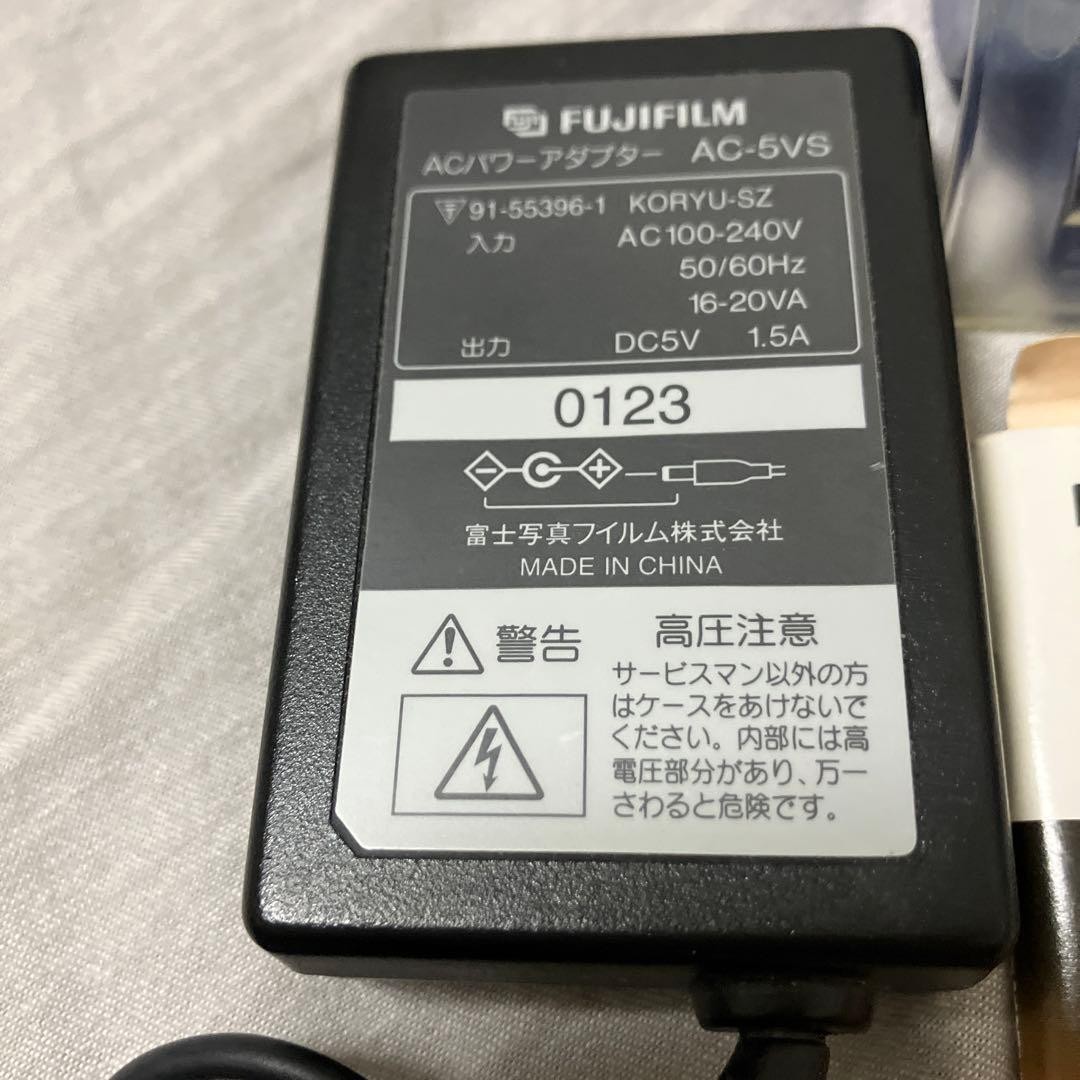 FUJIFILM
ACパワーアダプター AC-5VS
91-55396-1 KORYU-SZ
入力 AC100-240V
50/60Hz
16-20VA
出力 DC5V 1.5A
0123
富士写真フイルム株式会社
MADE IN CHINA
警告
高圧注意
サービスマン以外の方
はケースをあけないで
ください。内部には高
電圧部分があり、万一
さわると危険です。